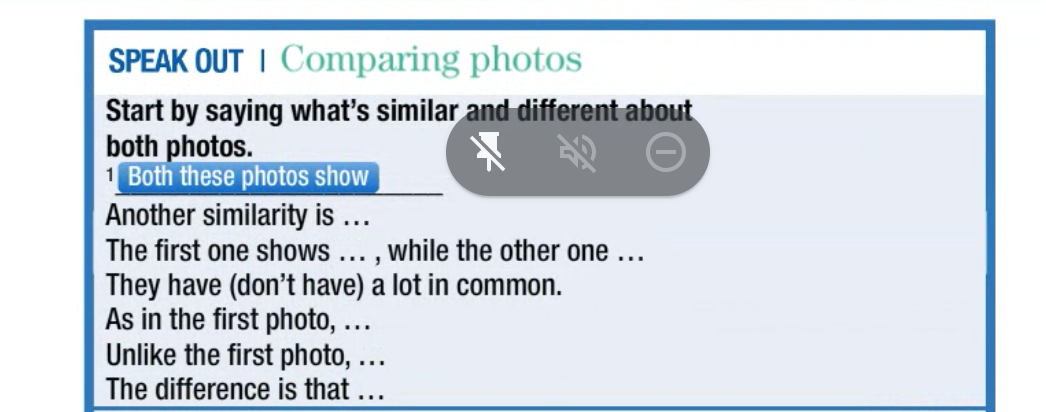 SPEAK OUT | Comparing photos
Start by saying what's similar and different about
both photos.
1 Both these photos show
Another similarity is ...
The first one shows ... , while the other one ...
They have (don't have) a lot in common.
As in the first photo, ...
Unlike the first photo, ...
The difference is that ...